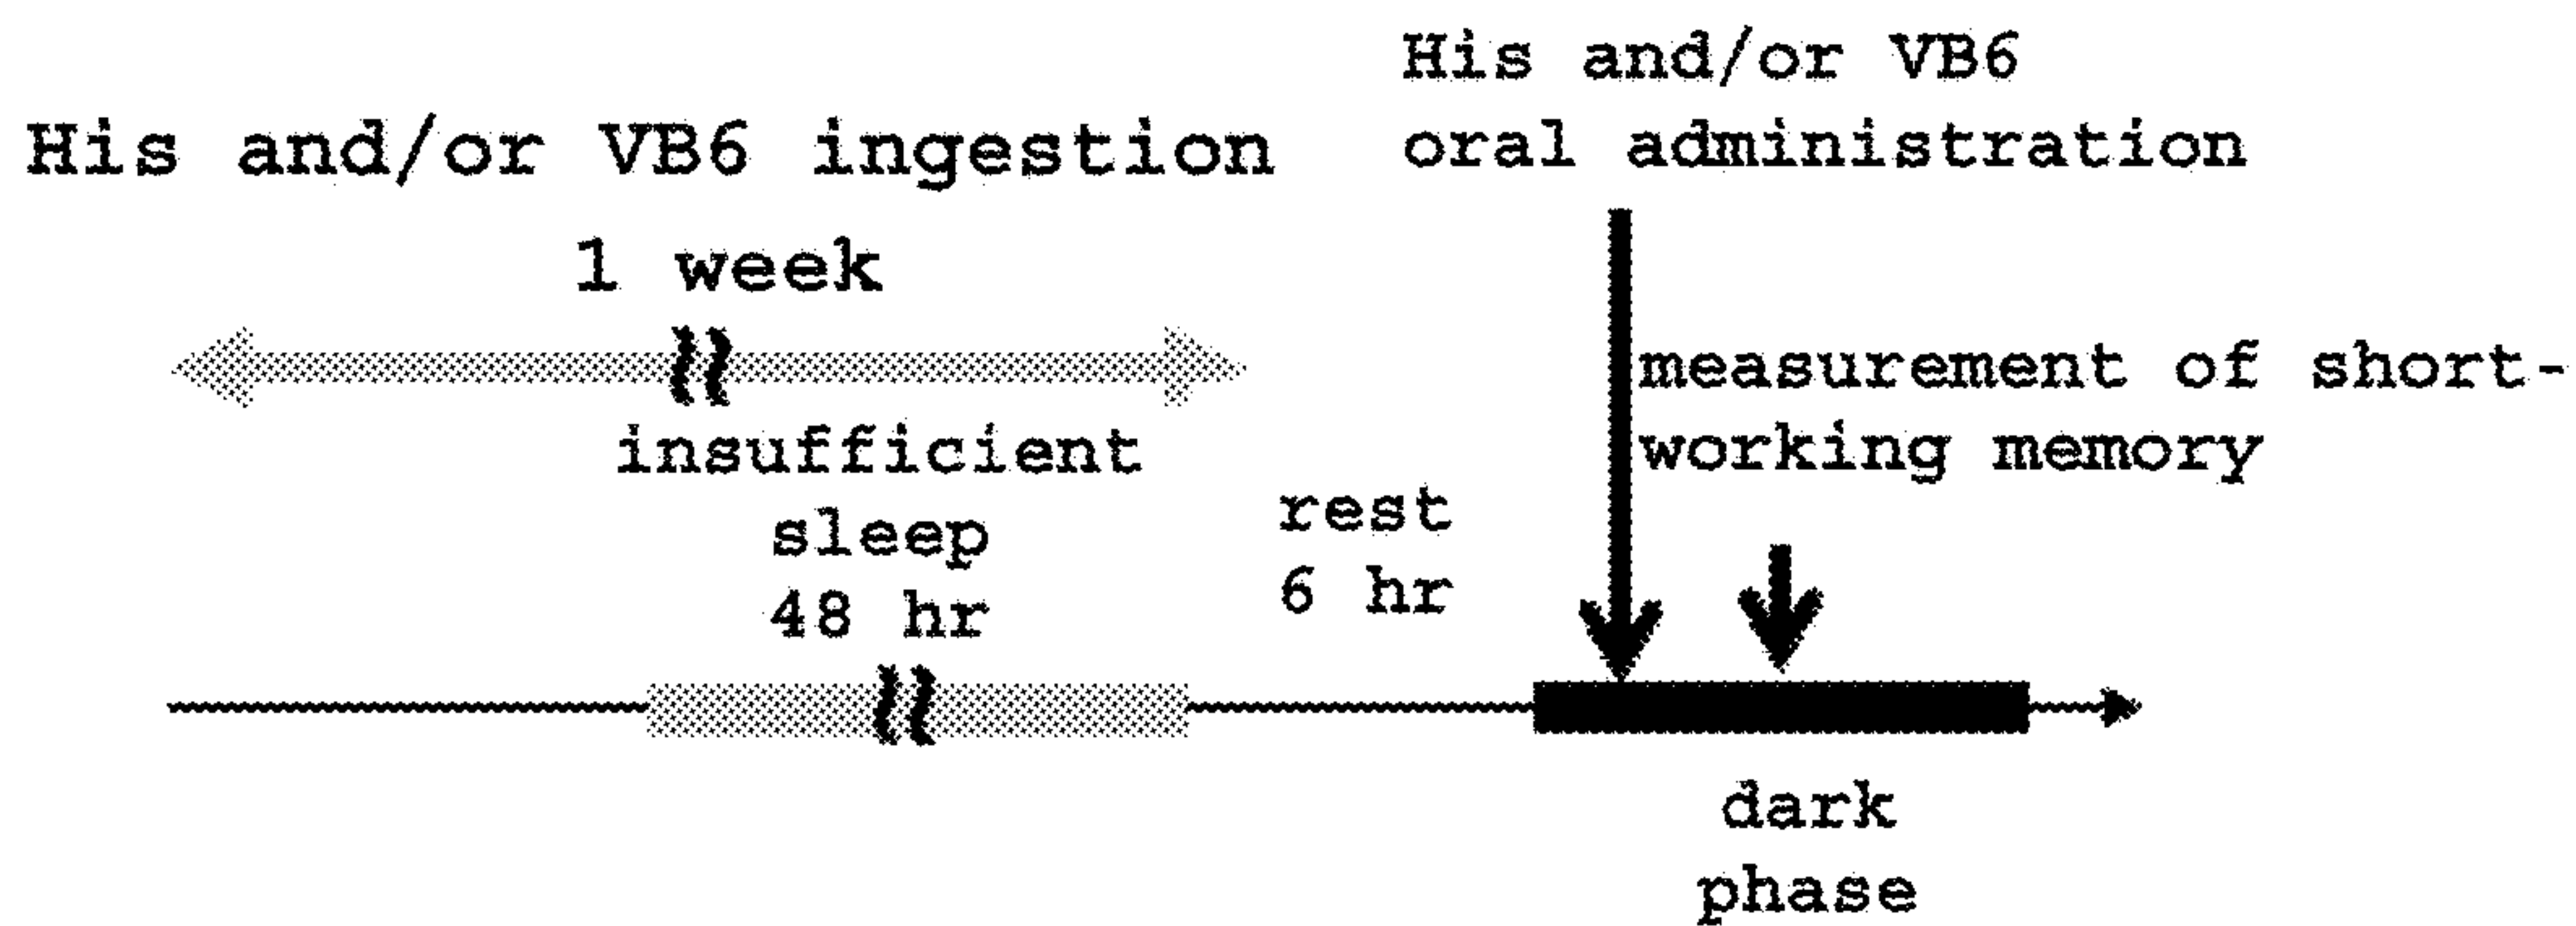 His and/or VB6 ingestion
1 week
His and/or VB6
oral administration
insufficient
sleep
48 hr
rest
6 hr
measurement of short-
working memory
dark
phase